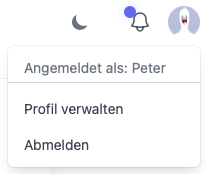 Angemeldet als: Peter
Profil verwalten
Abmelden